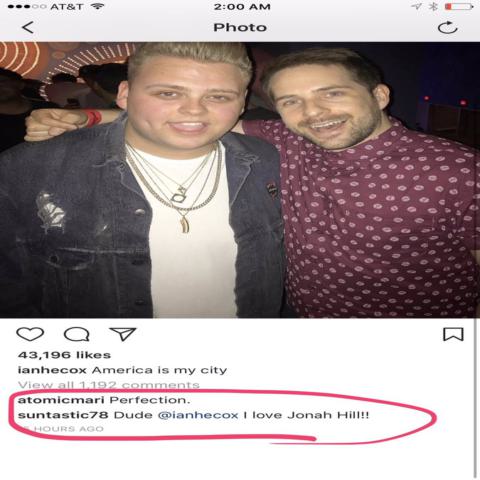 AT&T 2:00 AM
Photo
43,196 likes
ianhecox America is my city
View all 1,192 comments
atomicmari Perfection.
suntastic78 Dude @ianhecox I love Jonah Hill!!
HOURS AGO